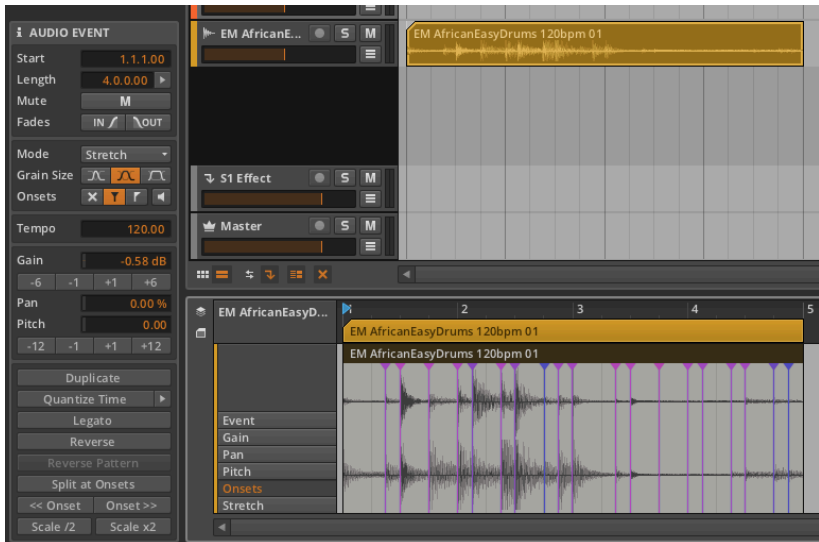 i AUDIO EVENT
Start 1.1.1.00
Length 4.0.0.00
Mute M
Fades IN OUT
Mode Stretch
Grain Size
Onsets
Tempo 120.00
Gain -0.58 dB
-6 -1 +1 +6
Pan 0.00 %
Pitch 0.00
-12 -1 +1 +12
Duplicate
Quantize Time
Legato
Reverse
Reverse Pattern
Split at Onsets
<< Onset Onset >>
Scale /2 Scale x2
EM AfricanE... S M
EM AfricanEasyDrums 120bpm 01
S1 Effect S M
Master S M
EM AfricanEasyD...
2 3 4 5
EM AfricanEasyDrums 120bpm 01
EM AfricanEasyDrums 120bpm 01
Event
Gain
Pan
Pitch
Onsets
Stretch